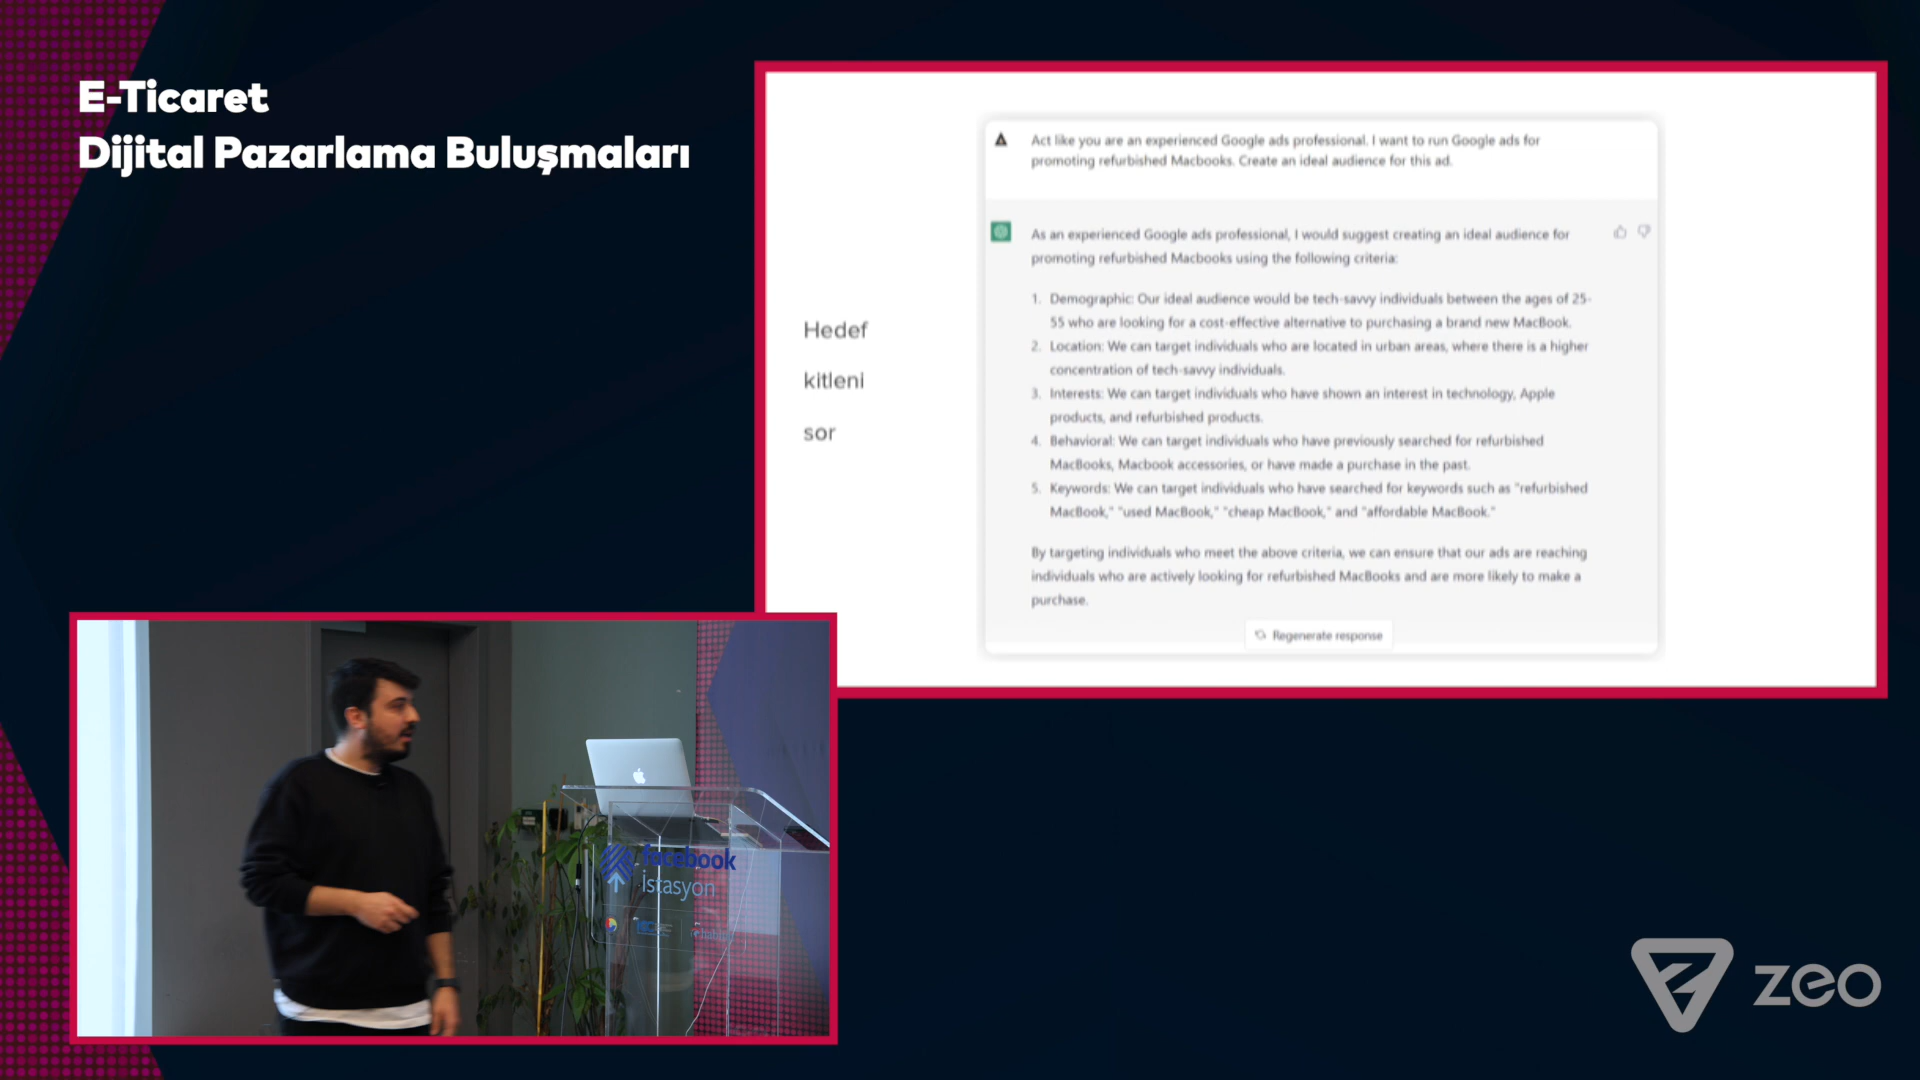 E-Ticaret
Dijital Pazarlama Buluşmaları
Act like you are an experienced Google ads professional. I want to run Google ads for
promoting refurbished Macbooks. Create an ideal audience for this ad.
As an experienced Google ads professional, I would suggest creating an ideal audience for
promoting refurbished Macbooks using the following criteria:
1. Demographic: Our ideal audience would be tech-savvy individuals between the ages of 25-
55 who are looking for a cost-effective alternative to purchasing a brand new MacBook.
2. Location: We can target individuals who are located in urban areas, where there is a higher
concentration of tech-savvy individuals.
3. Interests: We can target individuals who have shown an interest in technology, Apple
products, and refurbished products.
4. Behavioral: We can target individuals who have previously searched for refurbished
MacBooks, Macbook accessories, or have made a purchase in the past.
5. Keywords: We can target individuals who have searched for keywords such as "refurbished
MacBook," "used MacBook," "cheap MacBook," and "affordable MacBook."
By targeting individuals who meet the above criteria, we can ensure that our ads are reaching
individuals who are actively looking for refurbished MacBooks and are more likely to make a
purchase.
Regenerate response
Hedef
kitleni
sor
facebook
İstasyon
zeo